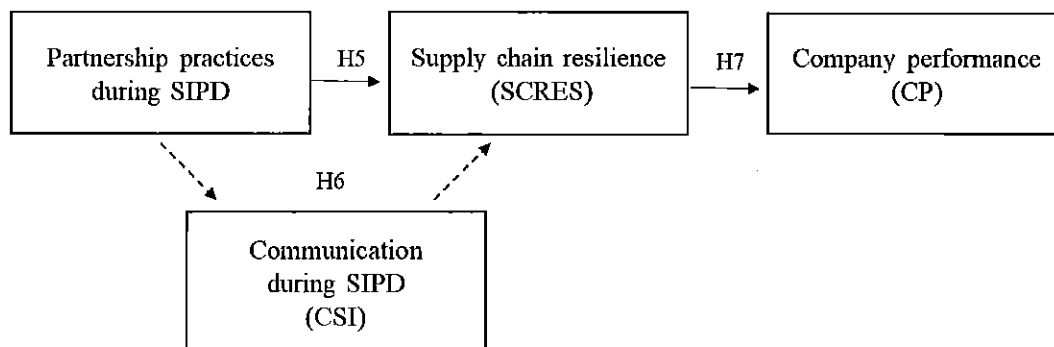 Partnership practices
during SIPD
H5
Supply chain resilience
(SCRES)
H7
Company performance
(CP)
H6
Communication
during SIPD
(CSI)